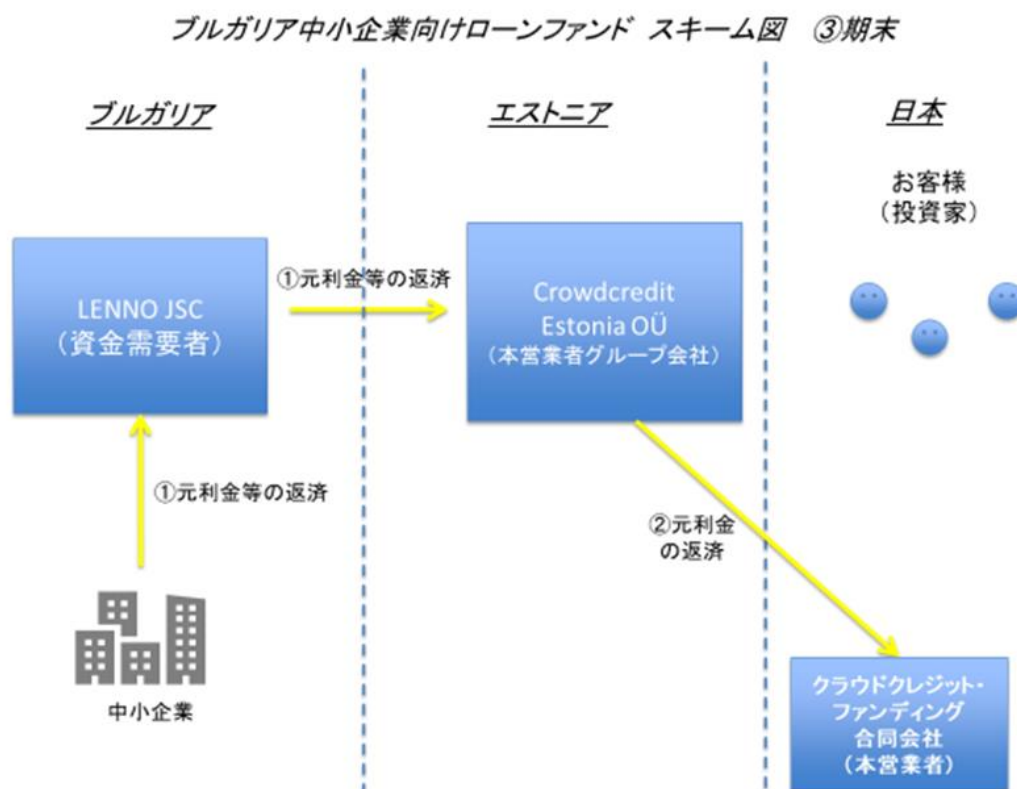 ブルガリア中小企業向けローンファンド スキーム図 ③期末
ブルガリア
エストニア
日本
お客様
（投資家）
LENNO JSC
（資金需要者）
①元利金等の返済
Crowdcredit
Estonia OÜ
（本営業者グループ会社）
①元利金等の返済
②元利金
の返済
中小企業
クラウドクレジット・
ファンディング
合同会社
（本営業者）